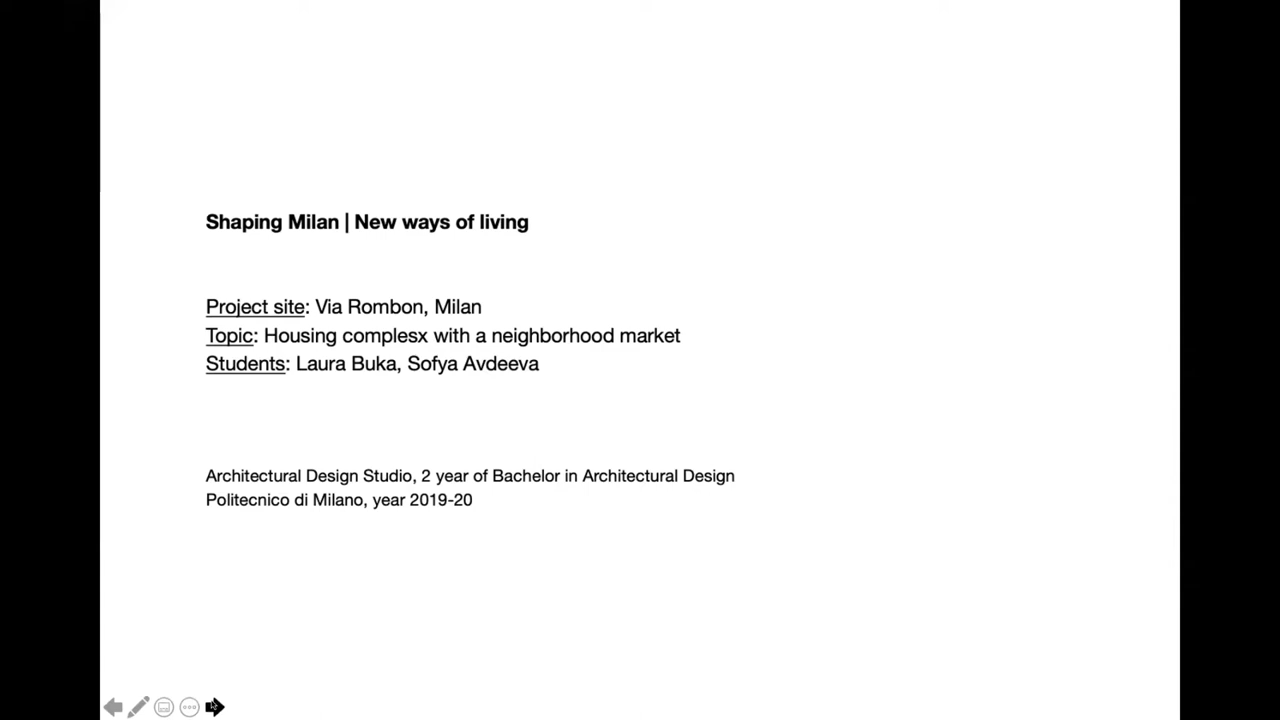 Shaping Milan | New ways of living
Project site: Via Rombon, Milan
Topic: Housing complesx with a neighborhood market
Students: Laura Buka, Sofya Avdeeva
Architectural Design Studio, 2 year of Bachelor in Architectural Design
Politecnico di Milano, year 2019-20